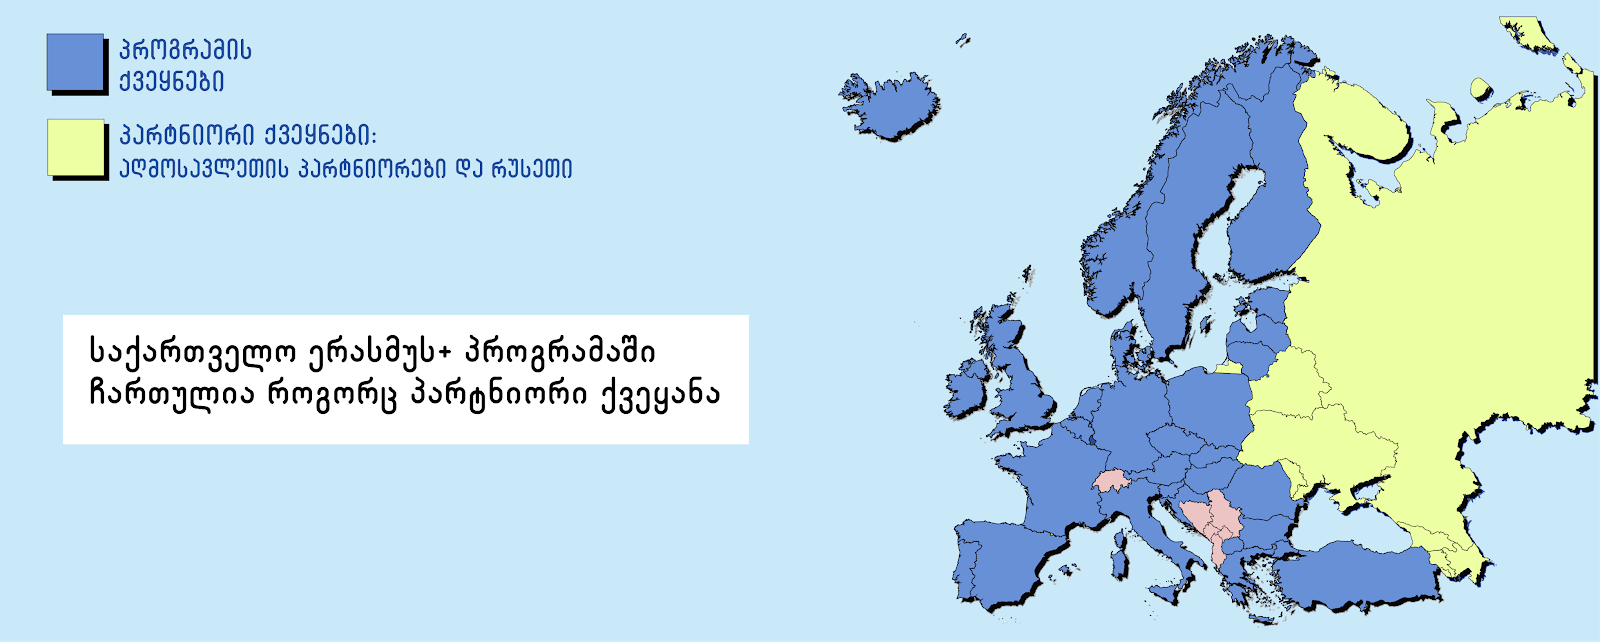 პროგრამის
ქვეყნები
პარტნიორი ქვეყნები:
აღმოსავლეთის პარტნიორები და რუსეთი
საქართველო ერასმუს+ პროგრამაში
ჩართულია როგორც პარტნიორი ქვეყანა